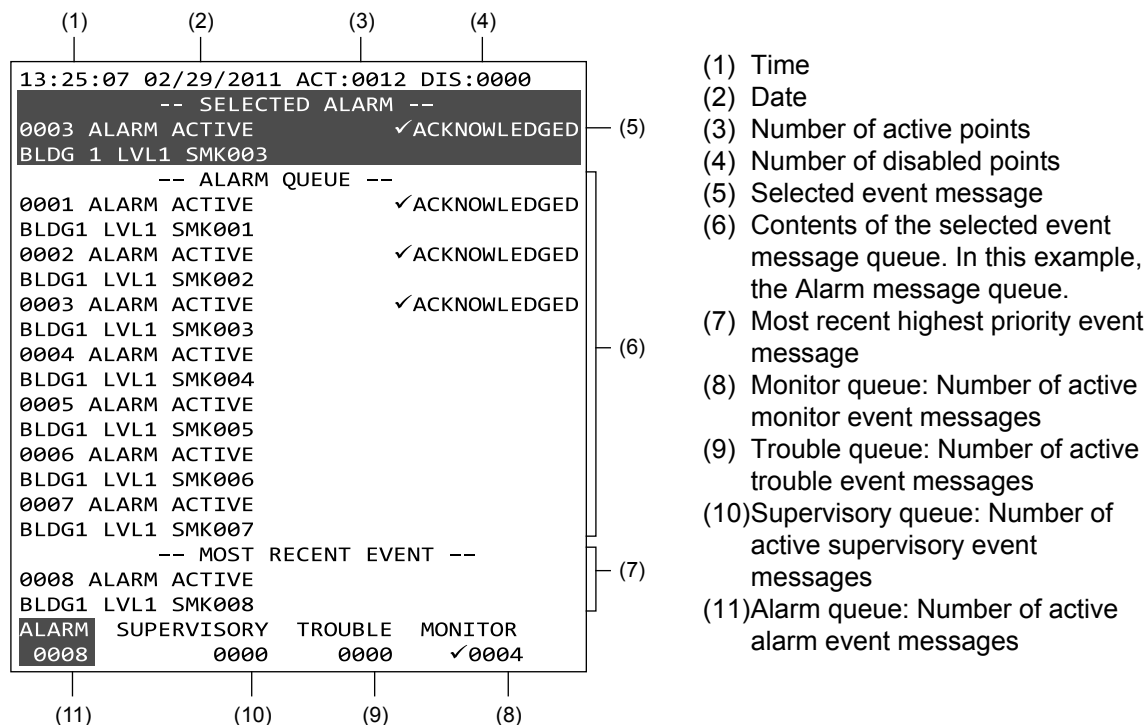 (1) (2) (3) (4)
13:25:07 02/29/2011 ACT:0012 DIS:0000
-- SELECTED ALARM --
0003 ALARM ACTIVE ✓ACKNOWLEDGED
(5)
BLDG 1 LVL1 SMK003
-- ALARM QUEUE --
0001 ALARM ACTIVE ✓ACKNOWLEDGED
BLDG1 LVL1 SMK001
0002 ALARM ACTIVE ✓ACKNOWLEDGED
BLDG1 LVL1 SMK002
0003 ALARM ACTIVE ✓ACKNOWLEDGED
BLDG1 LVL1 SMK003
(6)
0004 ALARM ACTIVE
BLDG1 LVL1 SMK004
0005 ALARM ACTIVE
BLDG1 LVL1 SMK005
0006 ALARM ACTIVE
BLDG1 LVL1 SMK006
0007 ALARM ACTIVE
BLDG1 LVL1 SMK007
-- MOST RECENT EVENT --
0008 ALARM ACTIVE
(7)
BLDG1 LVL1 SMK008
ALARM SUPERVISORY TROUBLE MONITOR
0008 0000 0000 ✓0004
(11) (10) (9) (8)
(1) Time
(2) Date
(3) Number of active points
(4) Number of disabled points
(5) Selected event message
(6) Contents of the selected event
message queue. In this example,
the Alarm message queue.
(7) Most recent highest priority event
message
(8) Monitor queue: Number of active
monitor event messages
(9) Trouble queue: Number of active
trouble event messages
(10)Supervisory queue: Number of
active supervisory event
messages
(11)Alarm queue: Number of active
alarm event messages